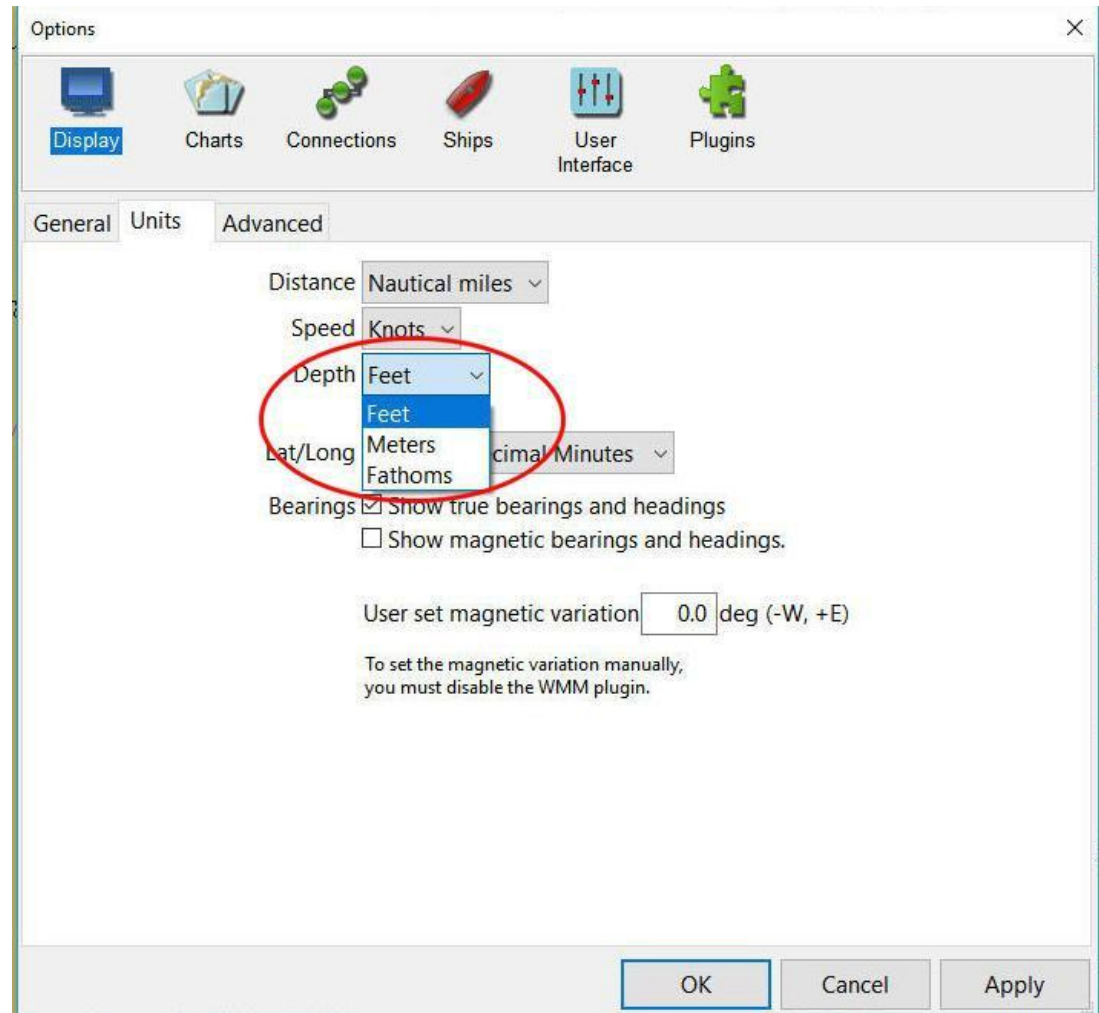 Options
Display
Charts
Connections
Ships
User
Interface
Plugins
General
Units
Advanced
Distance Nautical miles
Speed Knots
Depth Feet
Feet
Meters
Fathoms
Lat/Long Minutes
Bearings Show true bearings and headings
Show magnetic bearings and headings.
User set magnetic variation 0.0 deg (-W, +E)
To set the magnetic variation manually,
you must disable the WMM plugin.
OK
Cancel
Apply